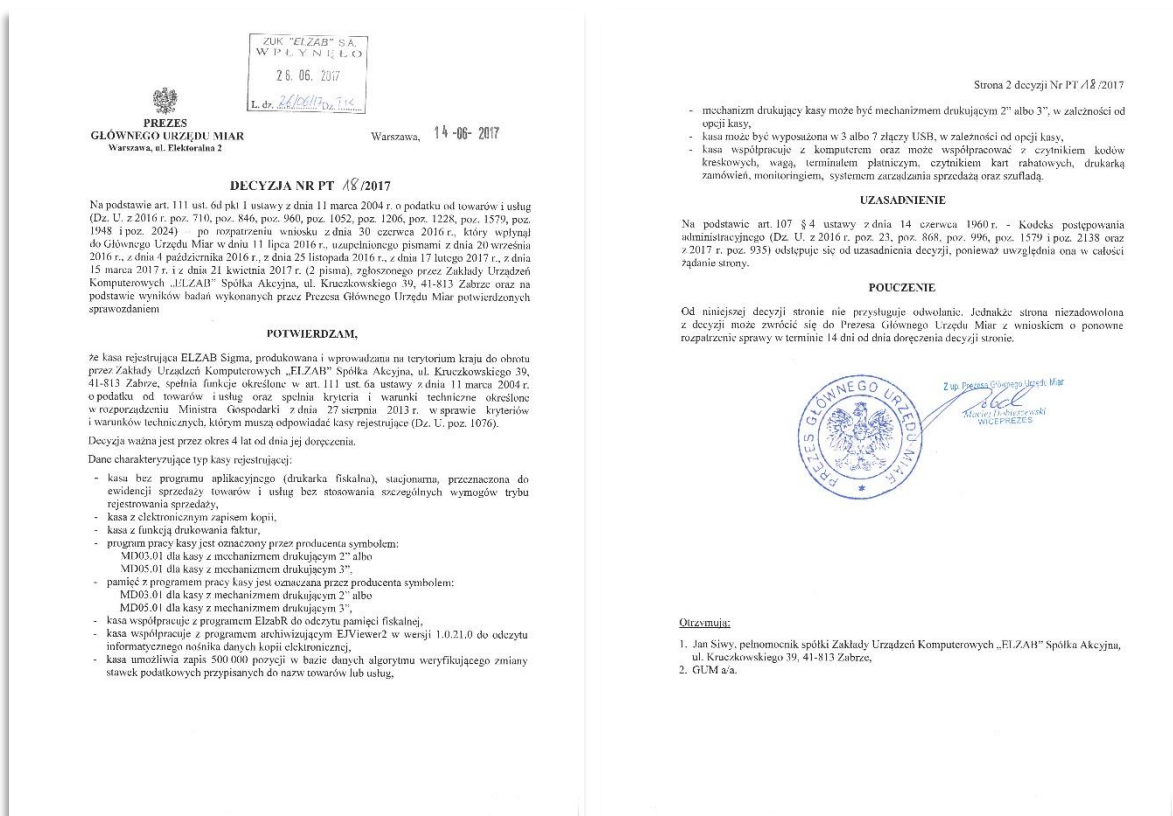 ZUK "ELZAB" S.A.
WPŁYNĘŁO
26. 06. 2017
L. dz. 26/06/17 Dz.
PREZES
GŁÓWNEGO URZĘDU MIAR
Warszawa, ul. Elektoralna 2
Warszawa, 14 -06- 2017
DECYZJA NR PT 18/2017
Na podstawie art. 111 ust. 6d pkt 1 ustawy z dnia 11 marca 2004 r. o podatku od towarów i usług
(Dz. U. z 2016 r. poz. 710, poz. 846, poz. 960, poz. 1052, poz. 1206, poz. 1228, poz. 1579, poz.
1948 i poz. 2024) – po rozpatrzeniu wniosku z dnia 30 czerwca 2016 r., który wpłynął
do Głównego Urzędu Miar w dniu 11 lipca 2016 r., uzupełnionego pismami z dnia 20 września
2016 r., z dnia 4 października 2016 r., z dnia 25 listopada 2016 r., z dnia 17 lutego 2017 r., z dnia
15 marca 2017 r. i z dnia 21 kwietnia 2017 r. (2 pisma), zgłoszonego przez Zakłady Urządzeń
Komputerowych „ELZAB" Spółka Akcyjna, ul. Kruczkowskiego 39, 41-813 Zabrze oraz na
podstawie wyników badań wykonanych przez Prezesa Głównego Urzędu Miar potwierdzonych
sprawozdaniem
POTWIERDZAM,
że kasa rejestrująca ELZAB Sigma, produkowana i wprowadzana na terytorium kraju do obrotu
przez Zakłady Urządzeń Komputerowych „ELZAB" Spółka Akcyjna, ul. Kruczkowskiego 39,
41-813 Zabrze, spełnia funkcje określone w art. 111 ust. 6a ustawy z dnia 11 marca 2004 r.
o podatku od towarów i usług oraz spełnia kryteria i warunki techniczne określone
w rozporządzeniu Ministra Gospodarki z dnia 27 sierpnia 2013 r. w sprawie kryteriów
i warunków technicznych, którym muszą odpowiadać kasy rejestrujące (Dz. U. poz. 1076).
Decyzja ważna jest przez okres 4 lat od dnia jej doręczenia.
Dane charakteryzujące typ kasy rejestrującej:
- kasa bez programu aplikacyjnego (drukarka fiskalna), stacjonarna, przeznaczona do
ewidencji sprzedaży towarów i usług bez stosowania szczególnych wymogów trybu
rejestrowania sprzedaży,
- kasa z elektronicznym zapisem kopii,
- kasa z funkcją drukowania faktur,
- program pracy kasy jest oznaczony przez producenta symbolem:
MD03.01 dla kasy z mechanizmem drukującym 2" albo
MD05.01 dla kasy z mechanizmem drukującym 3",
- pamięć z programem pracy kasy jest oznaczana przez producenta symbolem:
MD03.01 dla kasy z mechanizmem drukującym 2" albo
MD05.01 dla kasy z mechanizmem drukującym 3",
- kasa współpracuje z programem ElzabR do odczytu pamięci fiskalnej,
- kasa współpracuje z programem archiwizującym EJViewer2 w wersji 1.0.21.0 do odczytu
informatycznego nośnika danych kopii elektronicznej,
- kasa umożliwia zapis 500 000 pozycji w bazie danych algorytmu weryfikującego zmiany
stawek podatkowych przypisanych do nazw towarów lub usług,
Strona 2 decyzji Nr PT 18/2017
- mechanizm drukujący kasy może być mechanizmem drukującym 2" albo 3", w zależności od
opcji kasy,
- kasa może być wyposażona w 3 albo 7 złączy USB, w zależności od opcji kasy,
- kasa współpracuje z komputerem oraz może współpracować z czytnikiem kodów
kreskowych, wagą, terminalem płatniczym, czytnikiem kart rabatowych, drukarką
zamówień, monitoringiem, systemem zarządzania sprzedażą oraz szufladą.
UZASADNIENIE
Na podstawie art. 107 § 4 ustawy z dnia 14 czerwca 1960 r. - Kodeks postępowania
administracyjnego (Dz. U. z 2016 r. poz. 23, poz. 868, poz. 996, poz. 1579 i poz. 2138 oraz
z 2017 r. poz. 935) odstępuje się od uzasadnienia decyzji, ponieważ uwzględnia ona w całości
żądanie strony.
POUCZENIE
Od niniejszej decyzji stronie nie przysługuje odwołanie. Jednakże strona niezadowolona
z decyzji może zwrócić się do Prezesa Głównego Urzędu Miar z wnioskiem o ponowne
rozpatrzenie sprawy w terminie 14 dni od dnia doręczenia decyzji stronie.
PREZES GŁÓWNEGO URZĘDU MIAR
Z up. Prezesa Głównego Urzędu Miar
Maciej Dobieszewski
WICEPREZES
Otrzymują:
1. Jan Siwy, pełnomocnik spółki Zakłady Urządzeń Komputerowych „ELZAB" Spółka Akcyjna,
ul. Kruczkowskiego 39, 41-813 Zabrze,
2. GUM a/a.